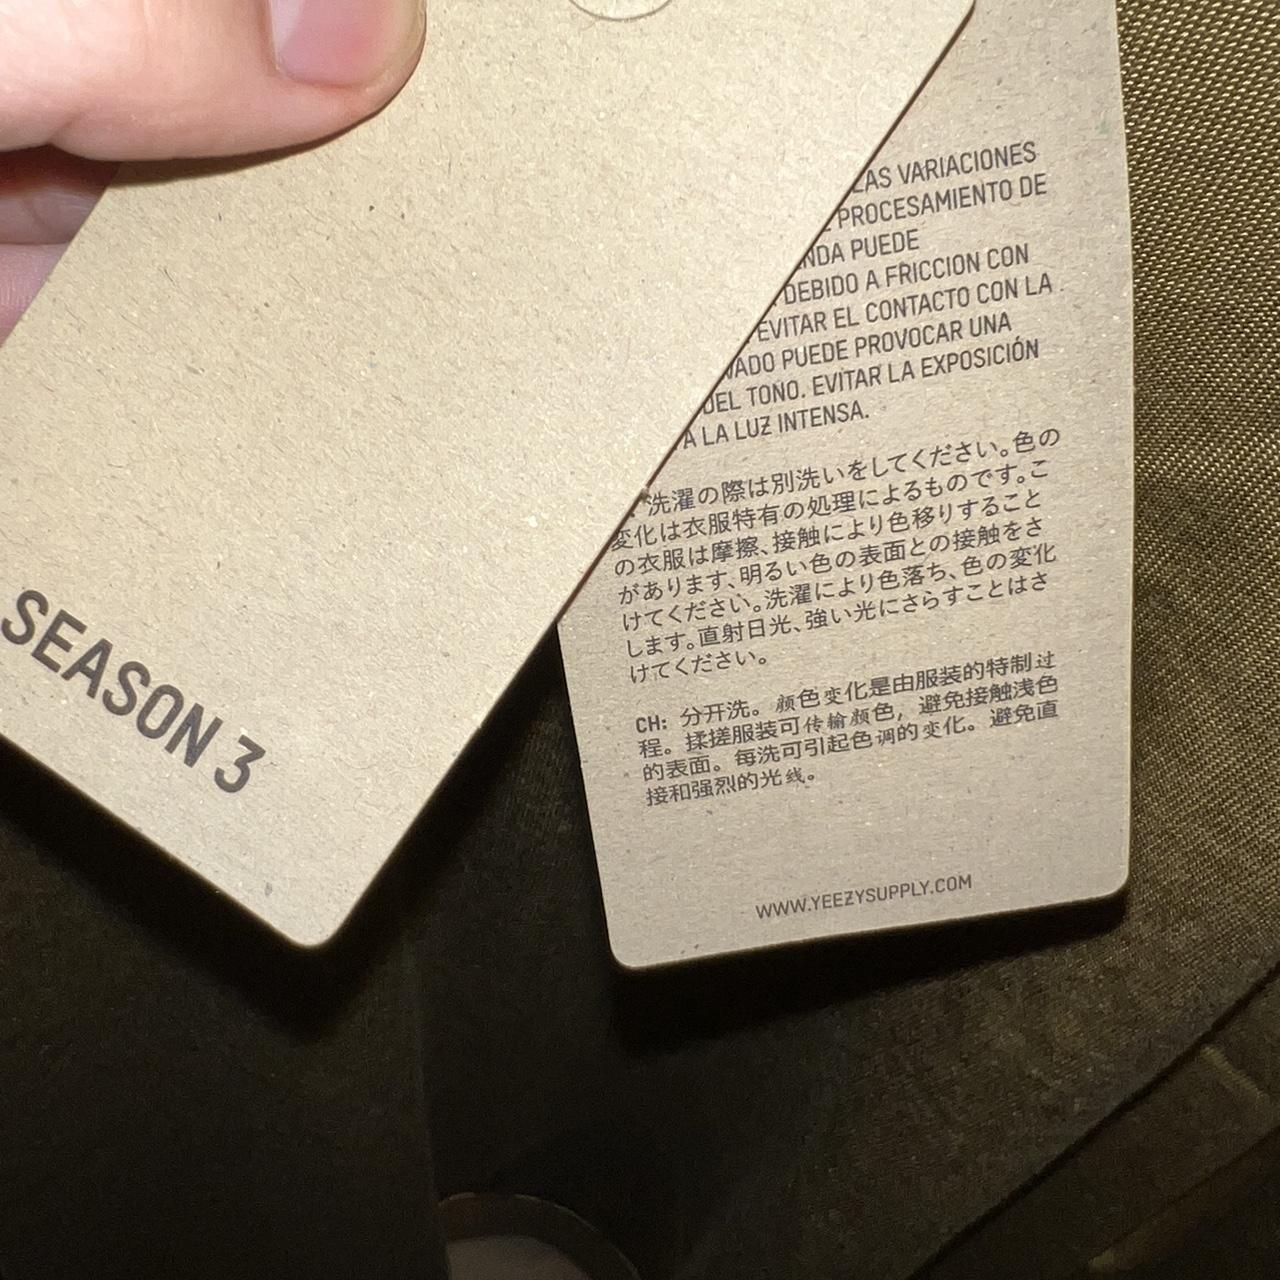 SEASON 3
LAS VARIACIONES
PROCESAMIENTO DE
PUEDE
DEBIDO A FRICCION CON
EVITAR EL CONTACTO CON LA
PUEDE PROVOCAR UNA
DEL TONO. EVITAR LA EXPOSICIÓN
A LA LUZ INTENSA.
洗濯の際は別洗いをしてください。色の
変化は衣服特有の処理によるものです。こ
の衣服は摩擦、接触により色移りすること
があります、明るい色の表面との接触をさ
けてください。洗濯により色落ち、色の変化
します。直射日光、強い光にさらすことはさ
けてください。
CH: 分开洗。颜色变化是由服装的特制过
程。揉搓服装可传输颜色，避免接触浅色
的表面。每洗可引起色调的变化。避免直
接和强烈的光线。
WWW.YEEZYSUPPLY.COM